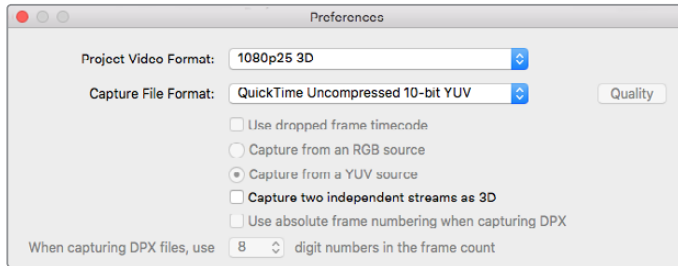 Preferences
Project Video Format: 1080p25 3D
Capture File Format: QuickTime Uncompressed 10-bit YUV Quality
Use dropped frame timecode
Capture from an RGB source
Capture from a YUV source
Capture two independent streams as 3D
Use absolute frame numbering when capturing DPX
When capturing DPX files, use 8 digit numbers in the frame count